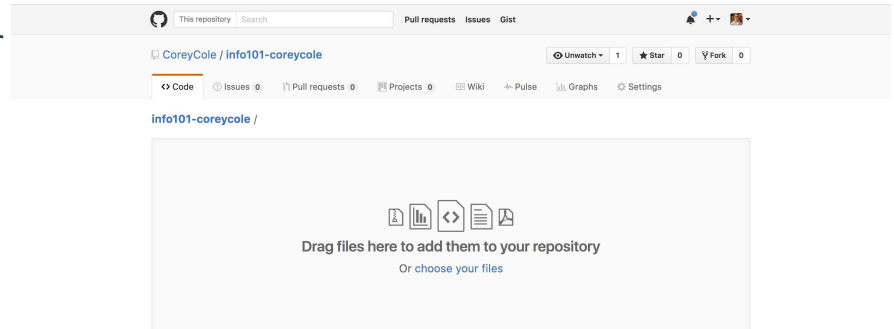 This repository Search Pull requests Issues Gist
CoreyCole / info101-coreycole Unwatch 1 Star 0 Fork 0
Code Issues 0 Pull requests 0 Projects 0 Wiki Pulse Graphs Settings
info101-coreycole /
Drag files here to add them to your repository
Or choose your files